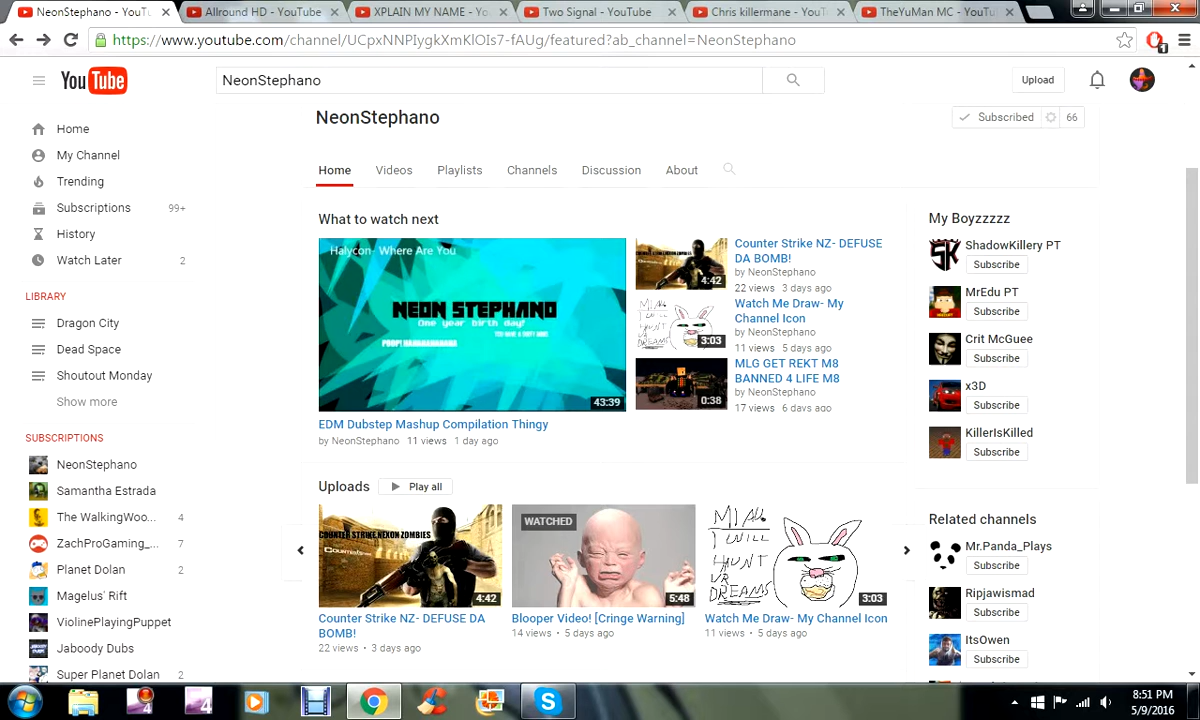 NeonStephano - YouTu
Allround HD - YouTube
XPLAIN MY NAME - Yo
Two Signal - YouTube
Chris killermane - YouT
TheYuMan MC - YouTu
https://www.youtube.com/channel/UCpxNNPIygkXmKlOIs7-fAUg/featured?ab_channel=NeonStephano
1
YouTube
NeonStephano
Upload
NeonStephano
Subscribed
66
Home
My Channel
Trending
Subscriptions 99+
History
Watch Later 2
LIBRARY
Dragon City
Dead Space
Shoutout Monday
Show more
SUBSCRIPTIONS
NeonStephano
Samantha Estrada
The WalkingWoo... 4
ZachProGaming_... 7
Planet Dolan 2
Magelus' Rift
ViolinePlayingPuppet
Jaboody Dubs
Super Planet Dolan 2
Home Videos Playlists Channels Discussion About
What to watch next
Halycon- Where Are You
NEON STEPHANO
One year birth day!
43:39
EDM Dubstep Mashup Compilation Thingy
by NeonStephano 11 views 1 day ago
4:42
Counter Strike NZ- DEFUSE
DA BOMB!
by NeonStephano
22 views 3 days ago
3:03
Watch Me Draw- My
Channel Icon
by NeonStephano
11 views 5 days ago
0:38
MLG GET REKT M8
BANNED 4 LIFE M8
by NeonStephano
17 views 6 days ago
Uploads
Play all
COUNTER STRIKE NEXON ZOMBIES
4:42
Counter Strike NZ- DEFUSE DA
BOMB!
22 views • 3 days ago
WATCHED
5:48
Blooper Video! [Cringe Warning]
14 views • 5 days ago
I WILL
HAUNT
UR
DREAMS
3:03
Watch Me Draw- My Channel Icon
11 views • 5 days ago
My Boyzzzzz
ShadowKillery PT
Subscribe
MrEdu PT
Subscribe
Crit McGuee
Subscribe
x3D
Subscribe
KillerIsKilled
Subscribe
Related channels
Mr.Panda_Plays
Subscribe
Ripjawismad
Subscribe
ItsOwen
Subscribe
8:51 PM
5/9/2016